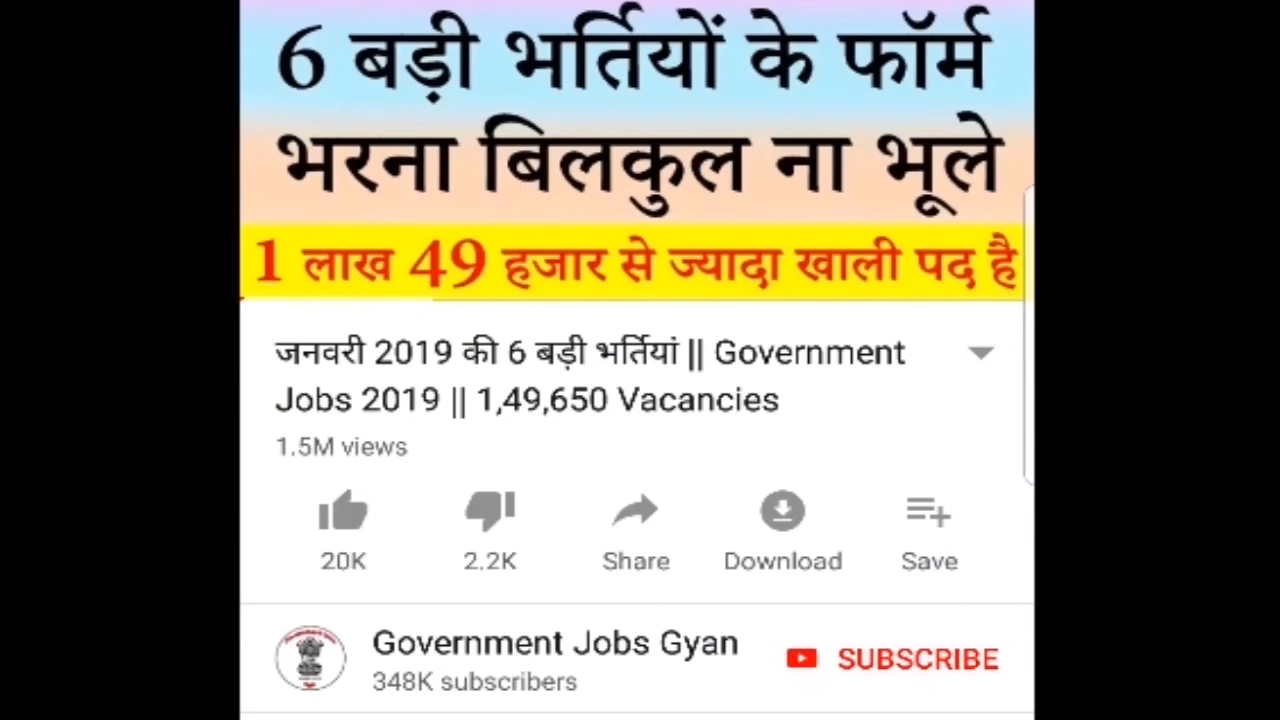 6 बड़ी भर्तियों के फॉर्म
भरना बिलकुल ना भूले
1 लाख 49 हजार से ज्यादा खाली पद है
जनवरी 2019 की 6 बड़ी भर्तियां || Government
Jobs 2019 || 1,49,650 Vacancies
1.5M views
20K 2.2K Share Download Save
Government Jobs Gyan
348K subscribers
SUBSCRIBE